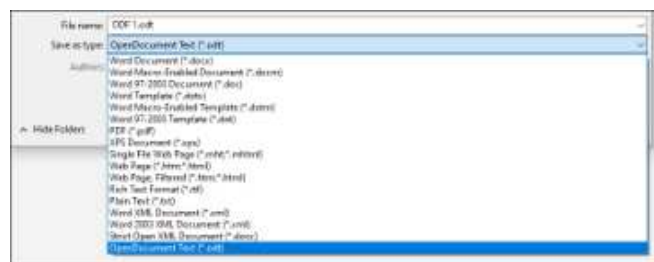 File name: ODF 1.odt
Save as type: OpenDocument Text (*.odt)
Authors:
Word Document (*.docx)
Word Macro-Enabled Document (*.docm)
Word 97-2003 Document (*.doc)
Word Template (*.dotx)
Word Macro-Enabled Template (*.dotm)
Word 97-2003 Template (*.dot)
Hide Folders
PDF (*.pdf)
XPS Document (*.xps)
Single File Web Page (*.mht;*.mhtml)
Web Page (*.htm;*.html)
Web Page, Filtered (*.htm;*.html)
Rich Text Format (*.rtf)
Plain Text (*.txt)
Word XML Document (*.xml)
Word 2003 XML Document (*.xml)
Strict Open XML Document (*.docx)
OpenDocument Text (*.odt)